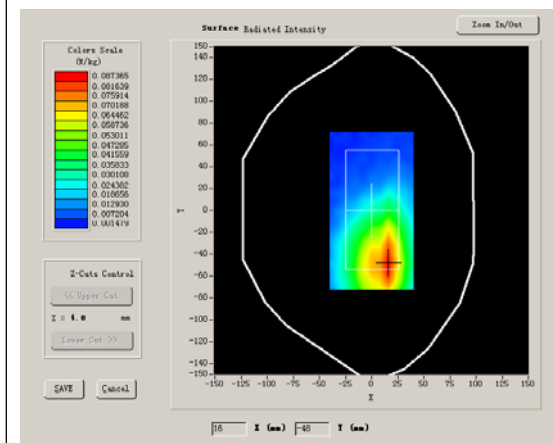 Surface Radiated Intensity
Zoom In/Out
Colors Scale
(W/kg)
0.087365
0.081639
0.075914
0.070188
0.064462
0.058736
0.053011
0.047285
0.041559
0.035833
0.030108
0.024382
0.018656
0.012930
0.007204
0.001479
150
140
120
100
80
60
40
20
0
-20
-40
-60
-80
-100
-120
-140
-150
Y
-150 -125 -100 -75 -50 -25 0 25 50 75 100 125 150
X
Z-Cuts Control
<< Upper Cut
Z = 4.0 mm
Lower Cut >>
SAVE Cancel
16 X (mm) -48 Y (mm)